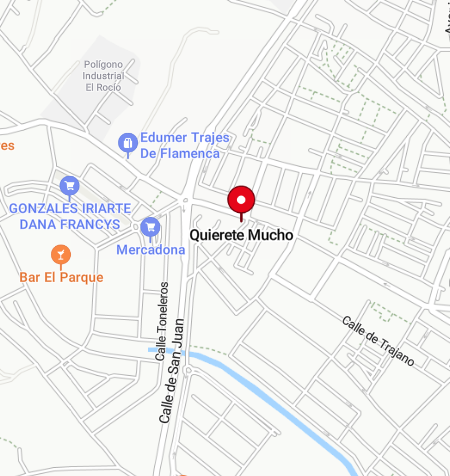 Polígono
Industrial
El Rocío
Edumer Trajes
De Flamenca
es
GONZALES IRIARTE
DANA FRANCYS
Mercadona
Quierete Mucho
Bar El Parque
Calle Toneleros
Calle de San Juan
Calle de Trajano